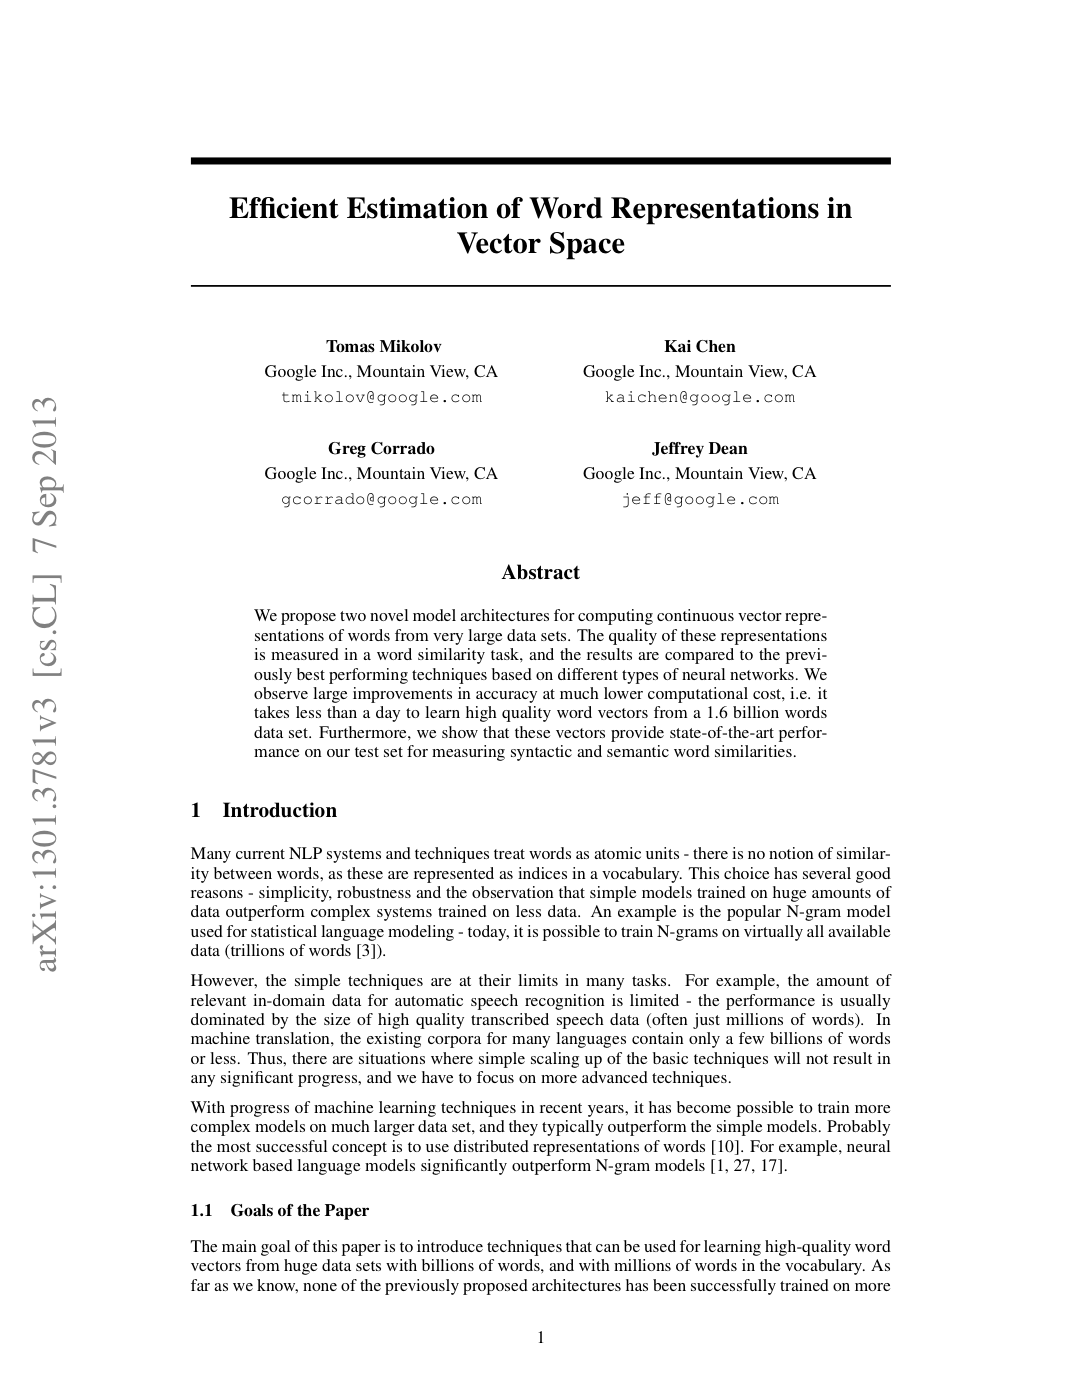 Efficient Estimation of Word Representations in
Vector Space
Tomas Mikolov
Google Inc., Mountain View, CA
tmikolov@google.com
Kai Chen
Google Inc., Mountain View, CA
kaichen@google.com
Greg Corrado
Google Inc., Mountain View, CA
gcorrado@google.com
Jeffrey Dean
Google Inc., Mountain View, CA
jeff@google.com
arXiv:1301.3781v3 [cs.CL] 7 Sep 2013
Abstract
We propose two novel model architectures for computing continuous vector repre-
sentations of words from very large data sets. The quality of these representations
is measured in a word similarity task, and the results are compared to the previ-
ously best performing techniques based on different types of neural networks. We
observe large improvements in accuracy at much lower computational cost, i.e. it
takes less than a day to learn high quality word vectors from a 1.6 billion words
data set. Furthermore, we show that these vectors provide state-of-the-art perfor-
mance on our test set for measuring syntactic and semantic word similarities.
1 Introduction
Many current NLP systems and techniques treat words as atomic units - there is no notion of similar-
ity between words, as these are represented as indices in a vocabulary. This choice has several good
reasons - simplicity, robustness and the observation that simple models trained on huge amounts of
data outperform complex systems trained on less data. An example is the popular N-gram model
used for statistical language modeling - today, it is possible to train N-grams on virtually all available
data (trillions of words [3]).
However, the simple techniques are at their limits in many tasks. For example, the amount of
relevant in-domain data for automatic speech recognition is limited - the performance is usually
dominated by the size of high quality transcribed speech data (often just millions of words). In
machine translation, the existing corpora for many languages contain only a few billions of words
or less. Thus, there are situations where simple scaling up of the basic techniques will not result in
any significant progress, and we have to focus on more advanced techniques.
With progress of machine learning techniques in recent years, it has become possible to train more
complex models on much larger data set, and they typically outperform the simple models. Probably
the most successful concept is to use distributed representations of words [10]. For example, neural
network based language models significantly outperform N-gram models [1, 27, 17].
1.1 Goals of the Paper
The main goal of this paper is to introduce techniques that can be used for learning high-quality word
vectors from huge data sets with billions of words, and with millions of words in the vocabulary. As
far as we know, none of the previously proposed architectures has been successfully trained on more
1